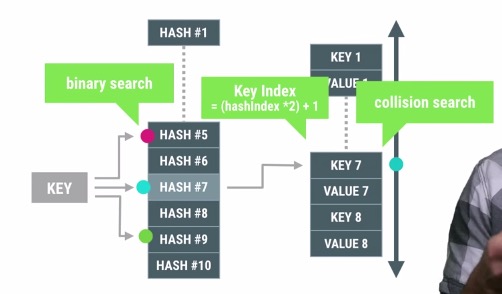 HASH #1
binary search
HASH #5
HASH #6
HASH #7
HASH #8
HASH #9
HASH #10
KEY
Key Index
= (hashIndex *2) + 1
KEY 1
VALUE 1
collision search
KEY 7
VALUE 7
KEY 8
VALUE 8